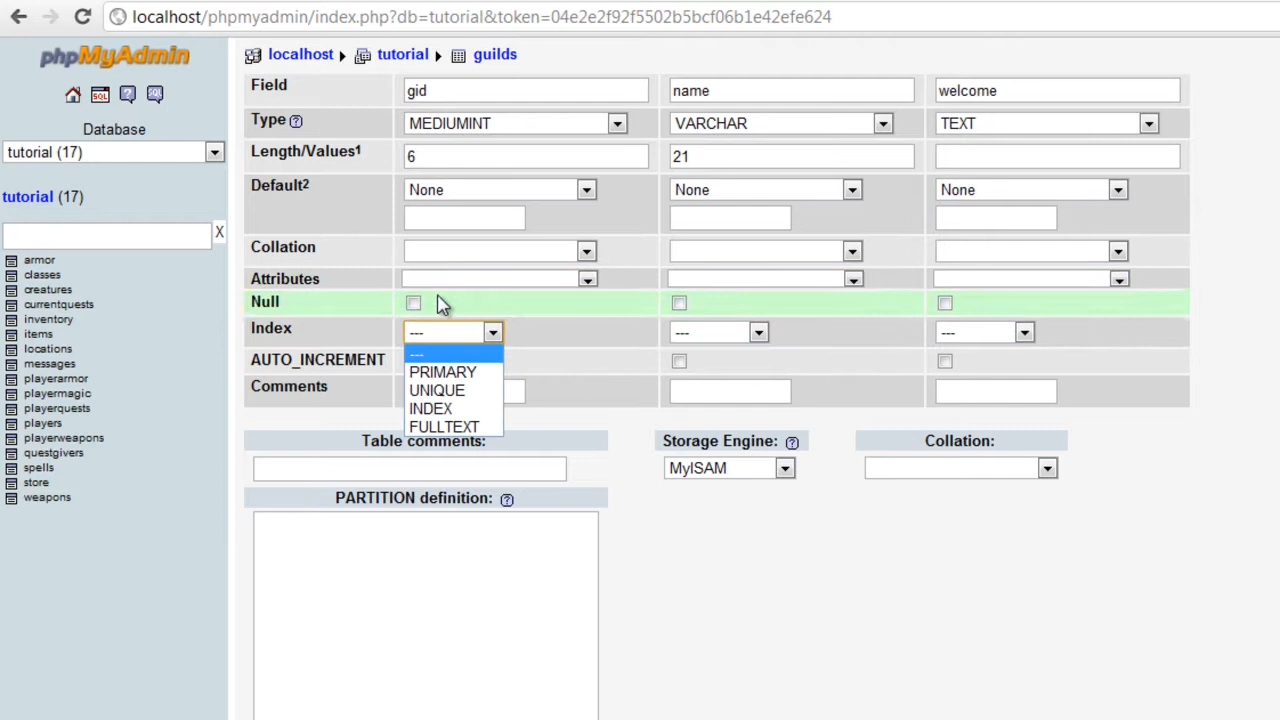 localhost/phpmyadmin/index.php?db=tutorial&token=04e2e2f92f5502b5bcf06b1e42efe624
phpMyAdmin
SQL
Database
tutorial (17)
tutorial (17)
X
armor
classes
creatures
currentquests
inventory
items
locations
messages
playerarmor
playermagic
playerquests
players
playerweapons
questgivers
spells
store
weapons
localhost tutorial guilds
Field gid name welcome
Type MEDIUMINT VARCHAR TEXT
Length/Values1 6 21
Default2 None None None
Collation
Attributes
Null
Index --- --- ---
---
AUTO_INCREMENT
PRIMARY
Comments
UNIQUE
INDEX
FULLTEXT
Table comments: Storage Engine: Collation:
MyISAM
PARTITION definition: